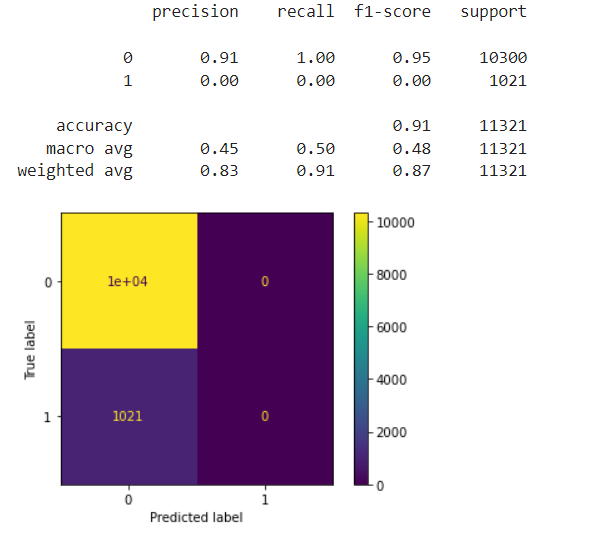 precision recall f1-score support
0 0.91 1.00 0.95 10300
1 0.00 0.00 0.00 1021
accuracy 0.91 11321
macro avg 0.45 0.50 0.48 11321
weighted avg 0.83 0.91 0.87 11321
10000
0 1e+04 0
8000
6000
True label
4000
1 1021 0
2000
0
0 1
Predicted label